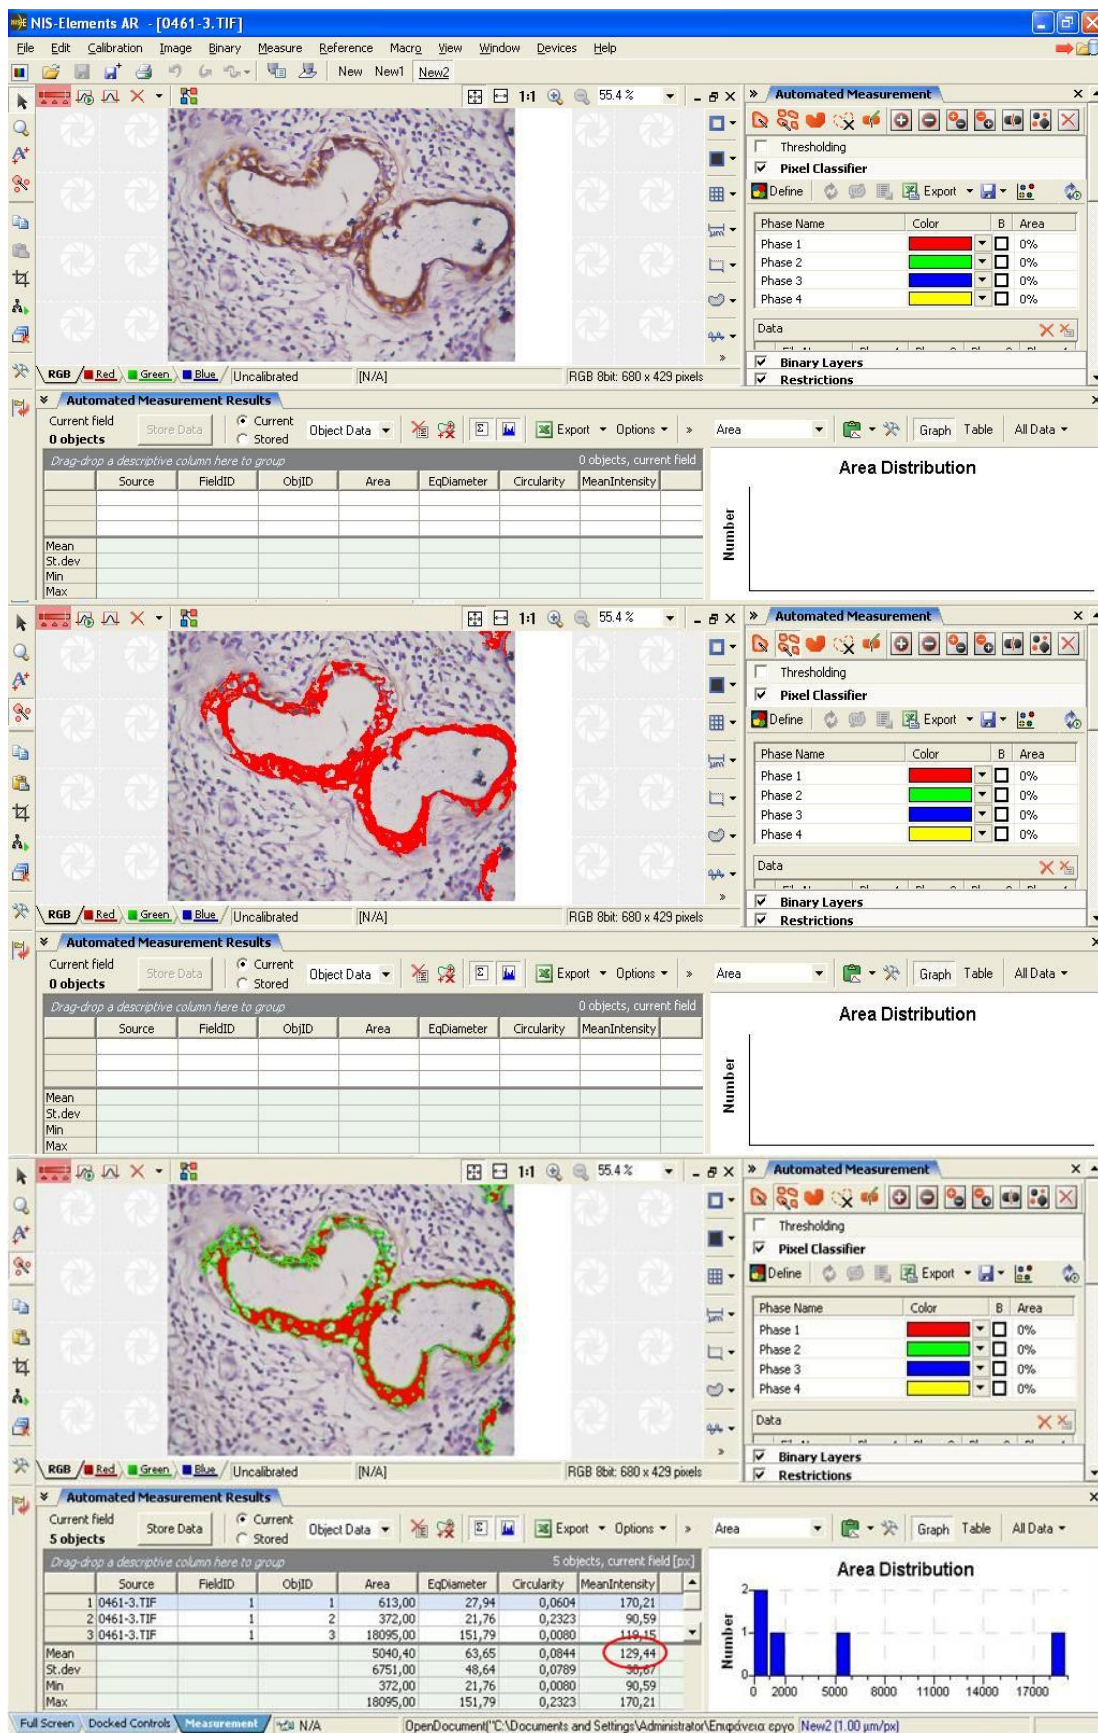 NIS-Elements AR - [0461-3.TIF]
File Edit Calibration Image Binary Measure Reference Macro View Window Devices Help
New New1 New2
1:1 55.4 % Automated Measurement
Thresholding
Pixel Classifier
Define Export
Phase Name Color B Area
Phase 1 0%
Phase 2 0%
Phase 3 0%
Phase 4 0%
Data
Binary Layers
RGB Red Green Blue Uncalibrated [N/A] RGB 8bit: 680 x 429 pixels Restrictions
Automated Measurement Results
Current field Store Data Current Object Data Export Options Area Graph Table All Data
0 objects Stored
Drag-drop a descriptive column here to group 0 objects, current field Area Distribution
Source FieldID ObjID Area EqDiameter Circularity MeanIntensity
Number
Mean
St.dev
Min
Max
1:1 55.4 % Automated Measurement
Thresholding
Pixel Classifier
Define Export
Phase Name Color B Area
Phase 1 0%
Phase 2 0%
Phase 3 0%
Phase 4 0%
Data
Binary Layers
RGB Red Green Blue Uncalibrated [N/A] RGB 8bit: 680 x 429 pixels Restrictions
Automated Measurement Results
Current field Store Data Current Object Data Export Options Area Graph Table All Data
0 objects Stored
Drag-drop a descriptive column here to group 0 objects, current field Area Distribution
Source FieldID ObjID Area EqDiameter Circularity MeanIntensity
Number
Mean
St.dev
Min
Max
1:1 55.4 % Automated Measurement
Thresholding
Pixel Classifier
Define Export
Phase Name Color B Area
Phase 1 0%
Phase 2 0%
Phase 3 0%
Phase 4 0%
Data
Binary Layers
RGB Red Green Blue Uncalibrated [N/A] RGB 8bit: 680 x 429 pixels Restrictions
Automated Measurement Results
Current field Store Data Current Object Data Export Options Area Graph Table All Data
5 objects Stored
Drag-drop a descriptive column here to group 5 objects, current field [px] Area Distribution
Source FieldID ObjID Area EqDiameter Circularity MeanIntensity
1 0461-3.TIF 1 1 613,00 27,94 0,0604 170,21
2 0461-3.TIF 1 2 372,00 21,76 0,2323 90,59
3 0461-3.TIF 1 3 18095,00 151,79 0,0080 119,15
Mean 5040,40 63,65 0,0844 129,44
St.dev 6751,00 48,64 0,0789 30,67
Min 372,00 21,76 0,0080 90,59
Max 18095,00 151,79 0,2323 170,21
Number
2
1
0
0 2000 5000 8000 11000 14000 17000
Full Screen Docked Controls Measurement N/A OpenDocument("C:\Documents and Settings\Administrator\Επιφάνεια εργο New2 (1.00 µm/px)